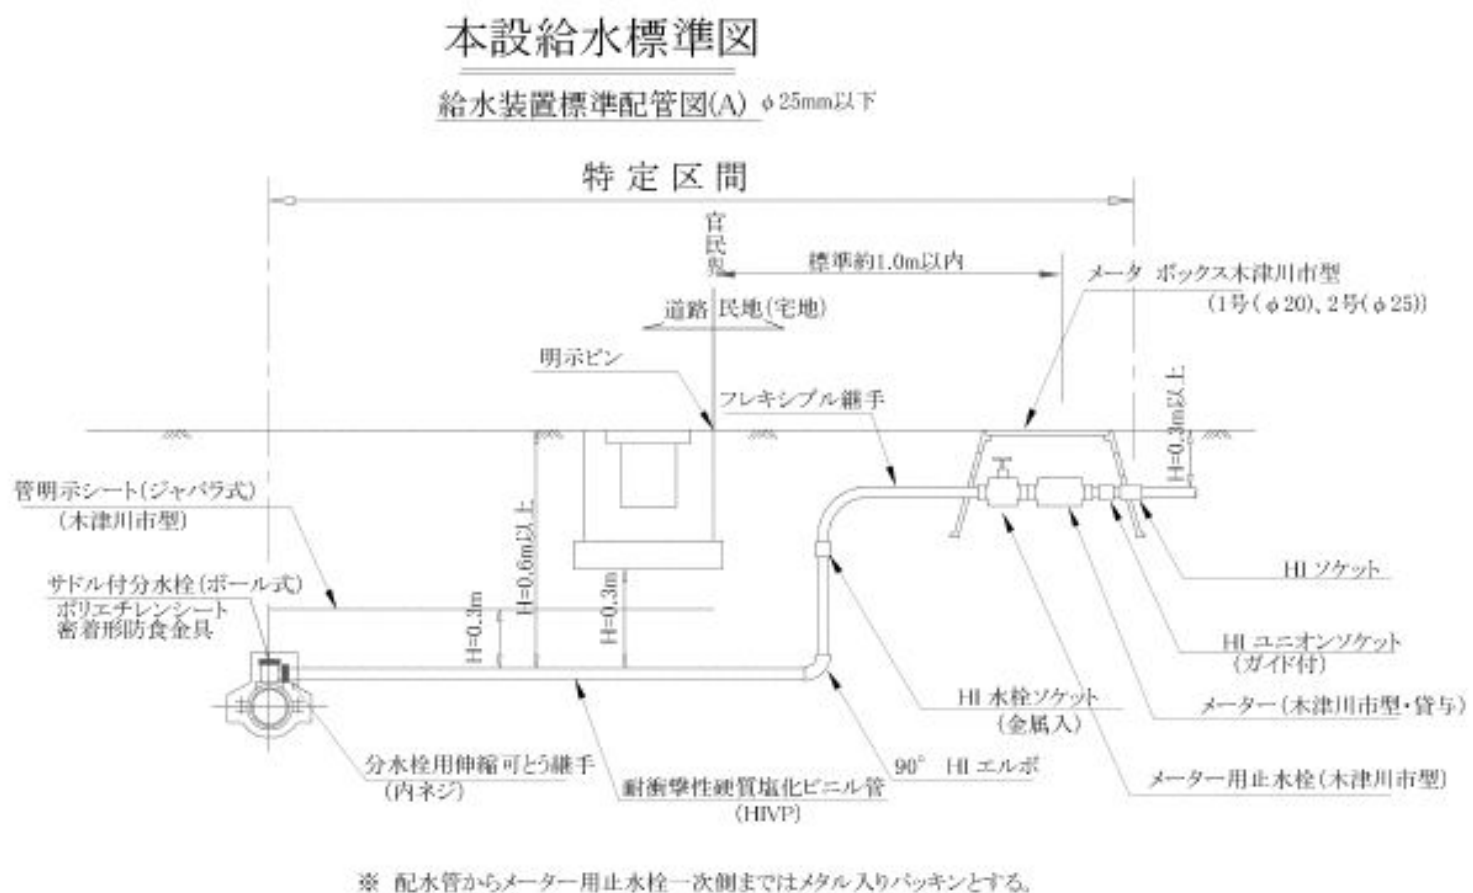 本設給水標準図
給水装置標準配管図(A) φ25mm以下
特定区間
官民界
標準約1.0m以内
メータ ボックス木津川市型
(1号(φ20)、2号(φ25))
道路 民地(宅地)
明示ピン
フレキシブル継手
H=0.3m以上
管明示シート(ジャバラ式)
(木津川市型)
H=0.6m以上
サドル付分水栓(ボール式)
ポリエチレンシート
密着形防食金具
H=0.3m
H=0.3m
HI ソケット
HI ユニオンソケット
(ガイド付)
HI 水栓ソケット
(金属入)
メーター(木津川市型・貸与)
分水栓用伸縮可とう継手
(内ネジ)
90° HI エルボ
耐衝撃性硬質塩化ビニル管
(HIVP)
メーター用止水栓(木津川市型)
※ 配水管からメーター用止水栓一次側まではメタル入りパッキンとする。